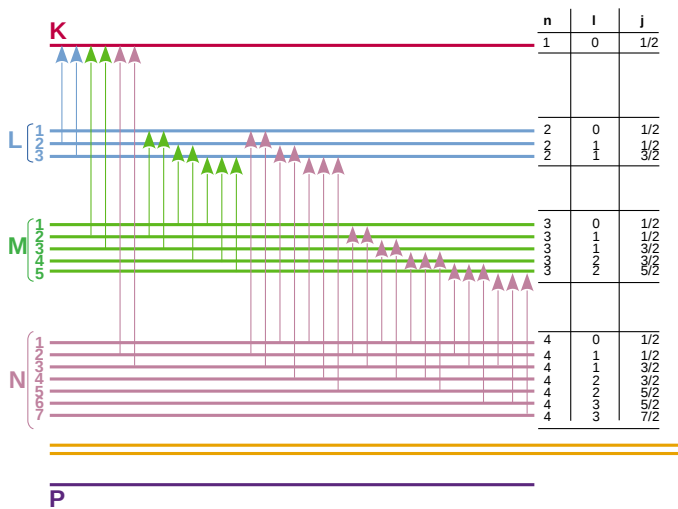 K
n l j
1 0 1/2
L
1 2 0 1/2
2 2 1 1/2
3 2 1 3/2
M
1 3 0 1/2
2 3 1 1/2
3 3 1 3/2
4 3 2 3/2
5 3 2 5/2
N
1 4 0 1/2
2 4 1 1/2
3 4 1 3/2
4 4 2 3/2
5 4 2 5/2
6 4 3 5/2
7 4 3 7/2
P